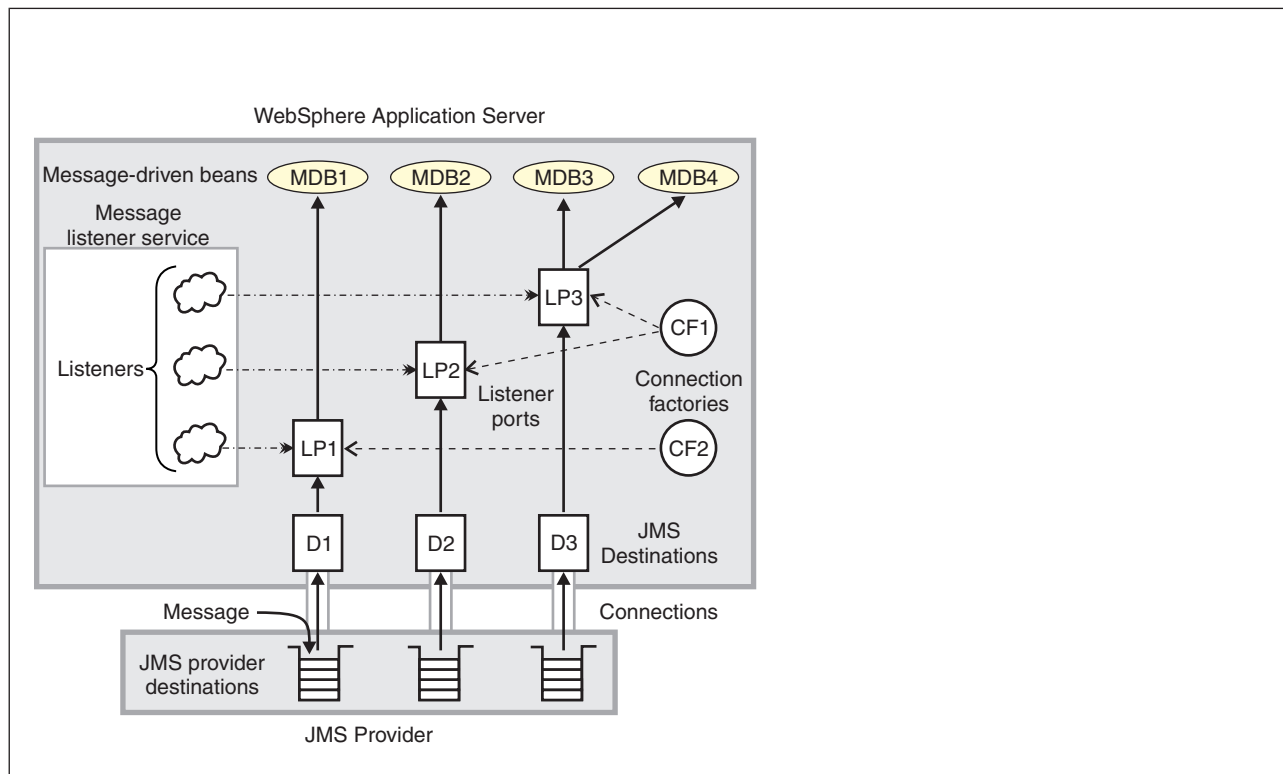 WebSphere Application Server
Message-driven beans
MDB1
MDB2
MDB3
MDB4
Message
listener service
Listeners
LP3
CF1
LP2
Listener
ports
Connection
factories
LP1
CF2
D1
D2
D3
JMS
Destinations
Message
Connections
JMS provider
destinations
JMS Provider